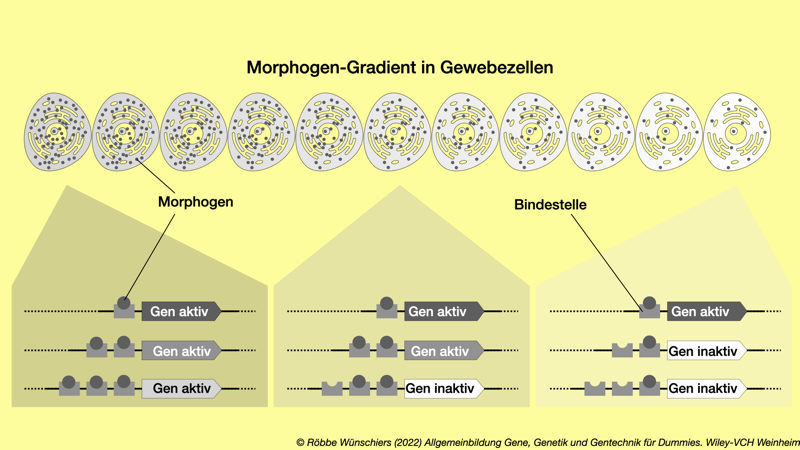 Morphogen-Gradient in Gewebezellen
Morphogen
Bindestelle
Gen aktiv
Gen aktiv
Gen aktiv
Gen aktiv
Gen aktiv
Gen inaktiv
Gen aktiv
Gen inaktiv
Gen inaktiv
© Röbbe Wünschiers (2022) Allgemeinbildung Gene, Genetik und Gentechnik für Dummies. Wiley-VCH Weinheim